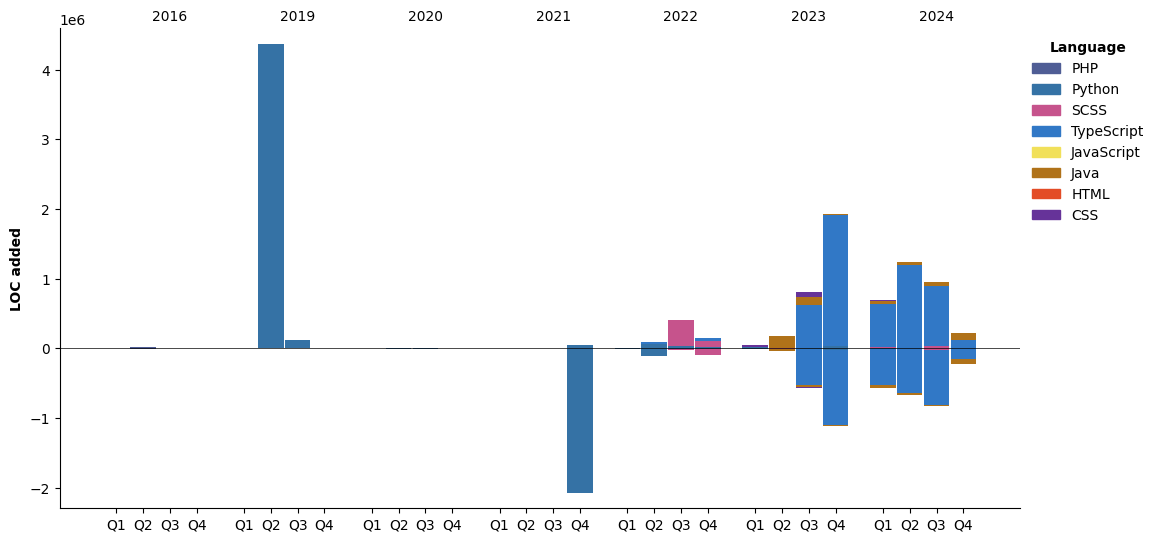 1e6
2016 2019 2020 2021 2022 2023 2024
LOC added
4
3
2
1
0
−1
−2
Q1 Q2 Q3 Q4 Q1 Q2 Q3 Q4 Q1 Q2 Q3 Q4 Q1 Q2 Q3 Q4 Q1 Q2 Q3 Q4 Q1 Q2 Q3 Q4 Q1 Q2 Q3 Q4
Language
PHP
Python
SCSS
TypeScript
JavaScript
Java
HTML
CSS